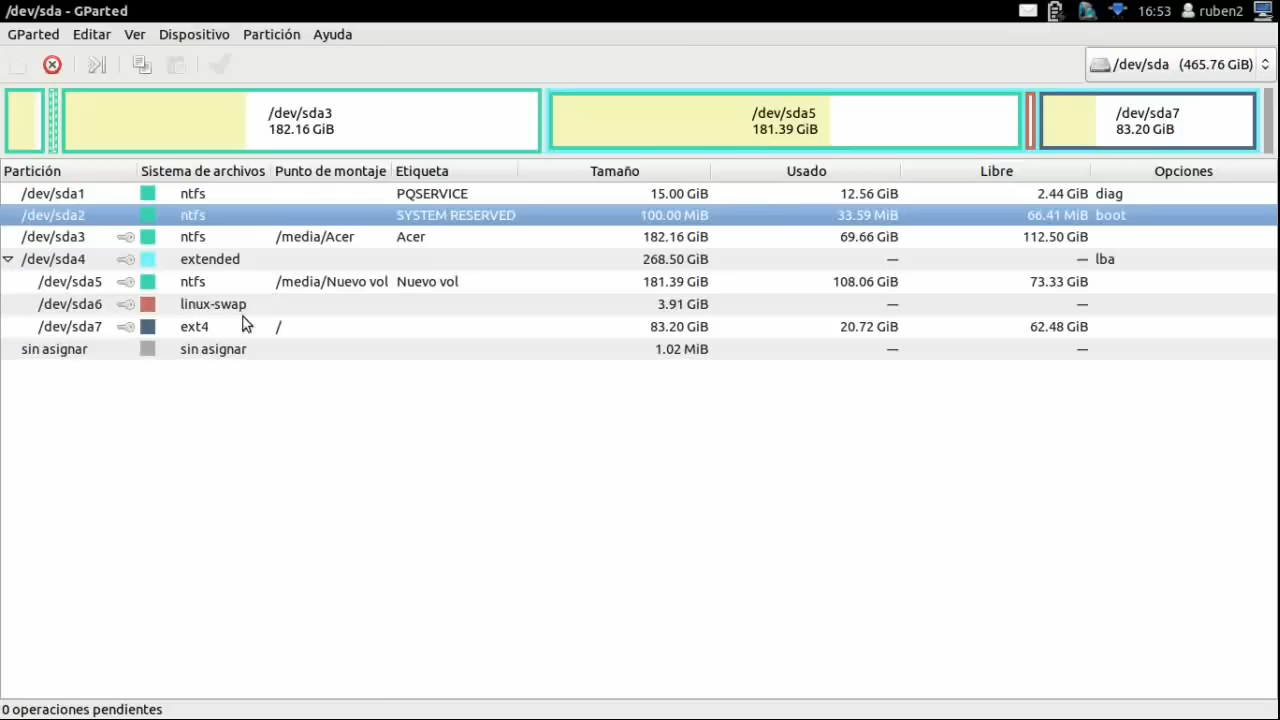 /dev/sda - GParted 16:53 ruben2
GParted Editar Ver Dispositivo Partición Ayuda
/dev/sda (465.76 GiB)
/dev/sda3 /dev/sda5 /dev/sda7
182.16 GiB 181.39 GiB 83.20 GiB
Partición Sistema de archivos Punto de montaje Etiqueta Tamaño Usado Libre Opciones
/dev/sda1 ntfs PQSERVICE 15.00 GiB 12.56 GiB 2.44 GiB diag
/dev/sda2 ntfs SYSTEM RESERVED 100.00 MiB 33.59 MiB 66.41 MiB boot
/dev/sda3 ntfs /media/Acer Acer 182.16 GiB 69.66 GiB 112.50 GiB
/dev/sda4 extended 268.50 GiB — — lba
/dev/sda5 ntfs /media/Nuevo vol Nuevo vol 181.39 GiB 108.06 GiB 73.33 GiB
/dev/sda6 linux-swap 3.91 GiB — —
/dev/sda7 ext4 / 83.20 GiB 20.72 GiB 62.48 GiB
sin asignar sin asignar 1.02 MiB — —
0 operaciones pendientes